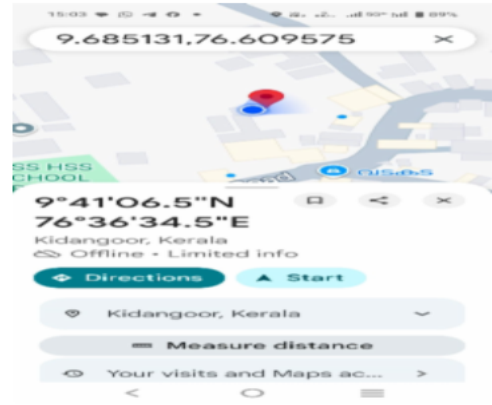 15:03
9.685131,76.609575
SS HSS
9°41'06.5"N
76°36'34.5"E
Kidangoor, Kerala
Offline • Limited info
Directions
Start
Kidangoor, Kerala
Measure distance
Your visits and Maps ac...